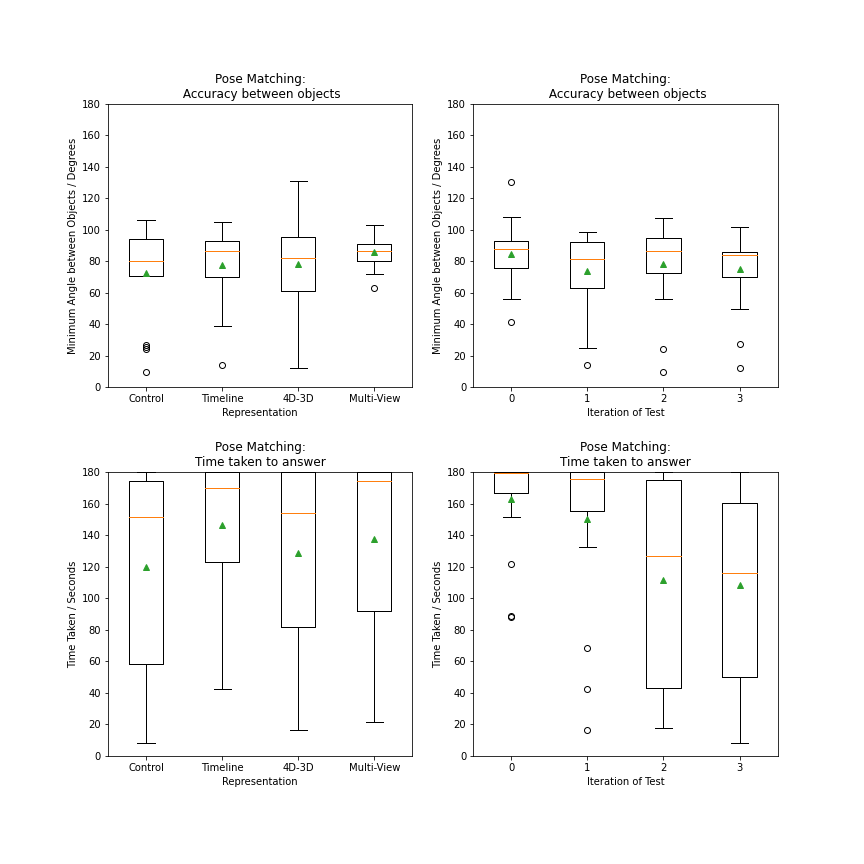 Pose Matching:
Accuracy between objects
180
160
140
120
100
80
60
40
20
0
Minimum Angle between Objects / Degrees
Control Timeline 4D-3D Multi-View
Representation
Pose Matching:
Accuracy between objects
180
160
140
120
100
80
60
40
20
0
Minimum Angle between Objects / Degrees
0 1 2 3
Iteration of Test
Pose Matching:
Time taken to answer
180
160
140
120
100
80
60
40
20
0
Time Taken / Seconds
Control Timeline 4D-3D Multi-View
Representation
Pose Matching:
Time taken to answer
180
160
140
120
100
80
60
40
20
0
Time Taken / Seconds
0 1 2 3
Iteration of Test